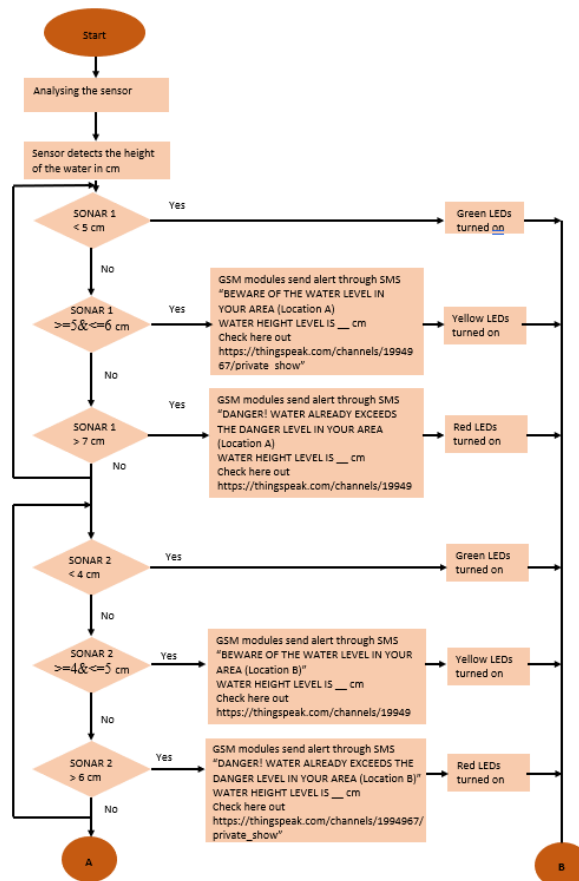 Start
Analysing the sensor
Sensor detects the height
of the water in cm
SONAR 1
< 5 cm
Yes
Green LEDs
turned on
No
SONAR 1
>=5&<=6 cm
Yes
GSM modules send alert through SMS
“BEWARE OF THE WATER LEVEL IN
YOUR AREA (Location A)
WATER HEIGHT LEVEL IS __ cm
Check here out
https://thingspeak.com/channels/19949
67/private_show”
Yellow LEDs
turned on
No
SONAR 1
> 7 cm
Yes
GSM modules send alert through SMS
“DANGER! WATER ALREADY EXCEEDS
THE DANGER LEVEL IN YOUR AREA
(Location A)
WATER HEIGHT LEVEL IS __ cm
Check here out
https://thingspeak.com/channels/19949
Red LEDs
turned on
No
SONAR 2
< 4 cm
Yes
Green LEDs
turned on
No
SONAR 2
>=4&<=5 cm
Yes
GSM modules send alert through SMS
“BEWARE OF THE WATER LEVEL IN YOUR
AREA (Location B)”
WATER HEIGHT LEVEL IS __ cm
Check here out
https://thingspeak.com/channels/19949
Yellow LEDs
turned on
No
SONAR 2
> 6 cm
Yes
GSM modules send alert through SMS
“DANGER! WATER ALREADY EXCEEDS THE
DANGER LEVEL IN YOUR AREA (Location B)”
WATER HEIGHT LEVEL IS __ cm
Check here out
https://thingspeak.com/channels/1994967/
private_show”
Red LEDs
turned on
No
A
B